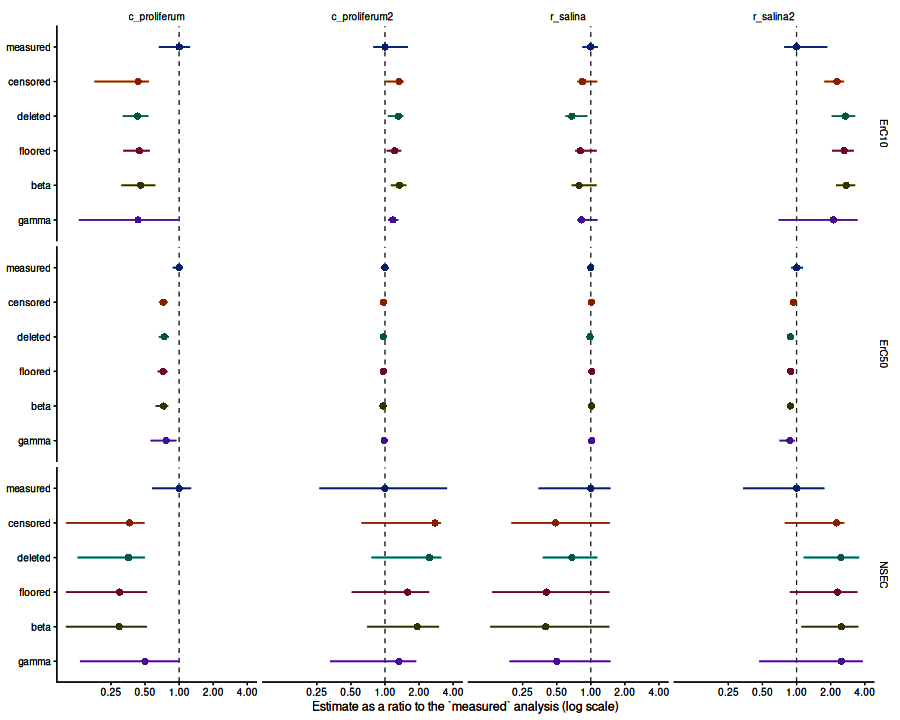 c_proliferum c_proliferum2 r_salina r_salina2
measured
censored
deleted
floored
beta
gamma
ErC10
measured
censored
deleted
floored
beta
gamma
ErC50
measured
censored
deleted
floored
beta
gamma
NSEC
0.25 0.50 1.00 2.00 4.00 0.25 0.50 1.00 2.00 4.00 0.25 0.50 1.00 2.00 4.00 0.25 0.50 1.00 2.00 4.00
Estimate as a ratio to the `measured` analysis (log scale)